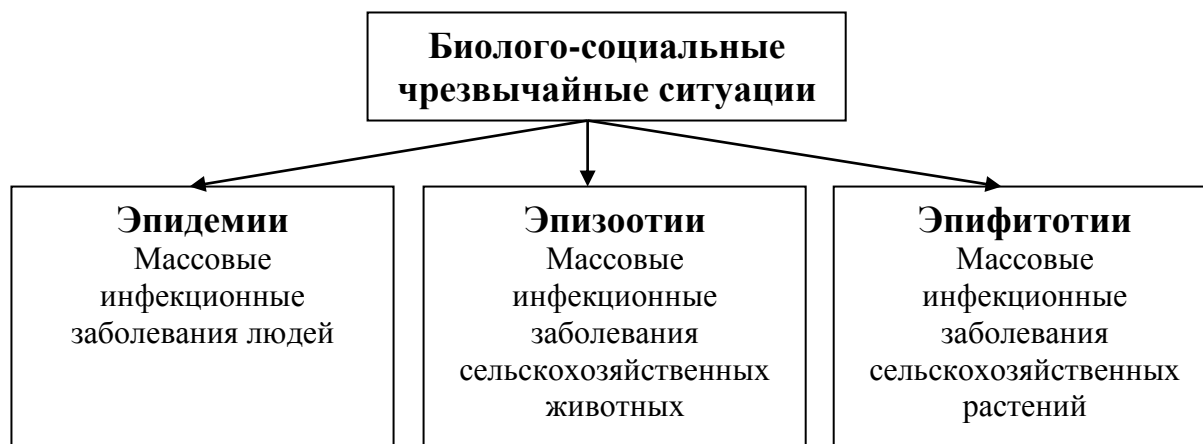 Биолого-социальные
чрезвычайные ситуации
Эпидемии
Массовые
инфекционные
заболевания людей
Эпизоотии
Массовые
инфекционные
заболевания
сельскохозяйственных
животных
Эпифитотии
Массовые
инфекционные
заболевания
сельскохозяйственных
растений